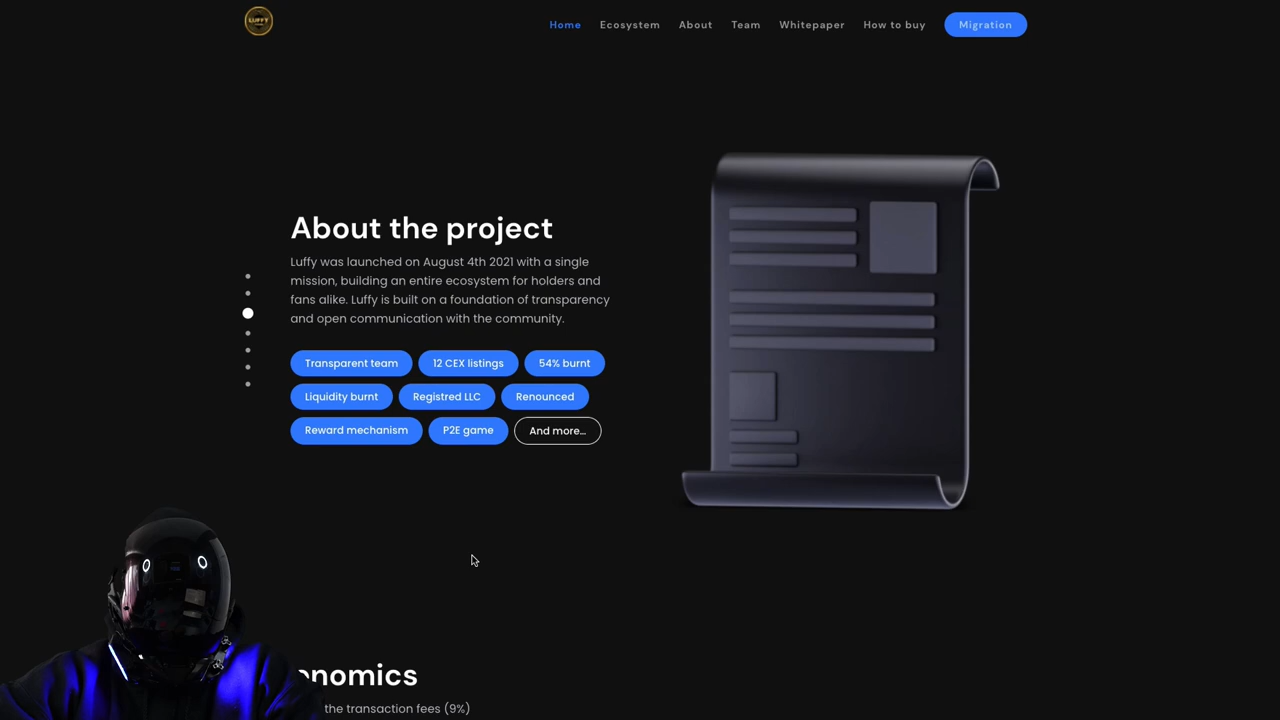 LUFFY
Home Ecosystem About Team Whitepaper How to buy Migration
About the project
Luffy was launched on August 4th 2021 with a single
mission, building an entire ecosystem for holders and
fans alike. Luffy is built on a foundation of transparency
and open communication with the community.
Transparent team 12 CEX listings 54% burnt
Liquidity burnt Registred LLC Renounced
Reward mechanism P2E game And more...
onomics
the transaction fees (9%)